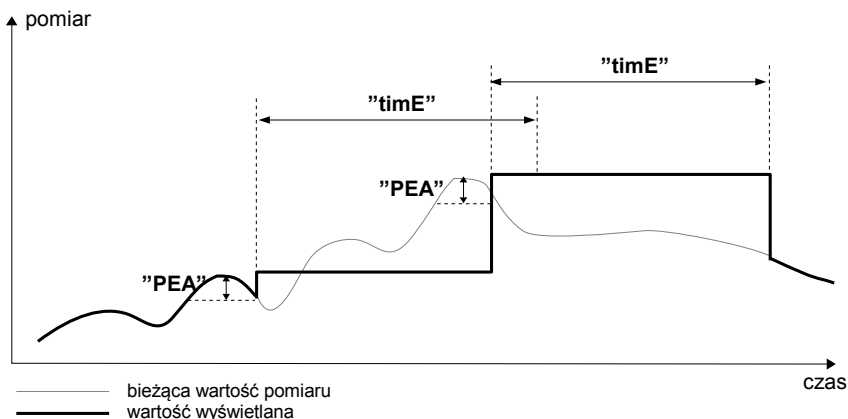 pomiar
”timE”
”timE”
”PEA”
”PEA”
czas
bieżąca wartość pomiaru
wartość wyświetlana